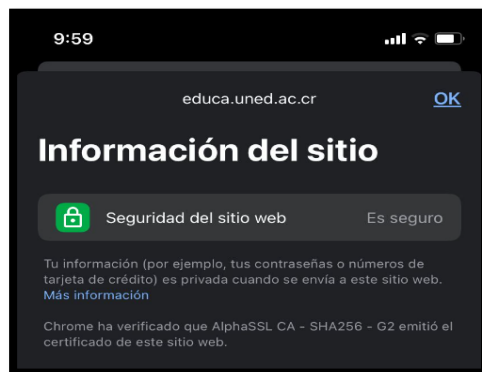 9:59
educa.uned.ac.cr OK
Información del sitio
Seguridad del sitio web Es seguro
Tu información (por ejemplo, tus contraseñas o números de
tarjeta de crédito) es privada cuando se envía a este sitio web.
Más información
Chrome ha verificado que AlphaSSL CA - SHA256 - G2 emitió el
certificado de este sitio web.